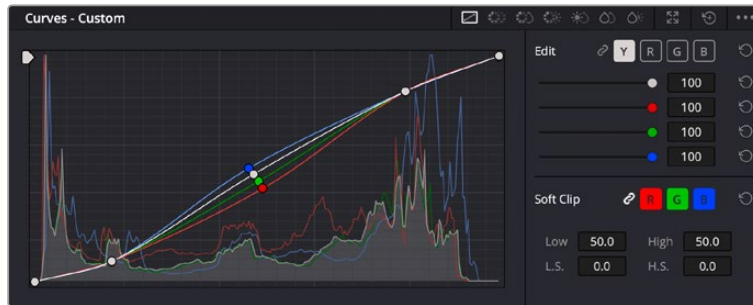 Curves - Custom
Edit Y R G B
100
100
100
100
Soft Clip R G B
Low 50.0 High 50.0
L.S. 0.0 H.S. 0.0